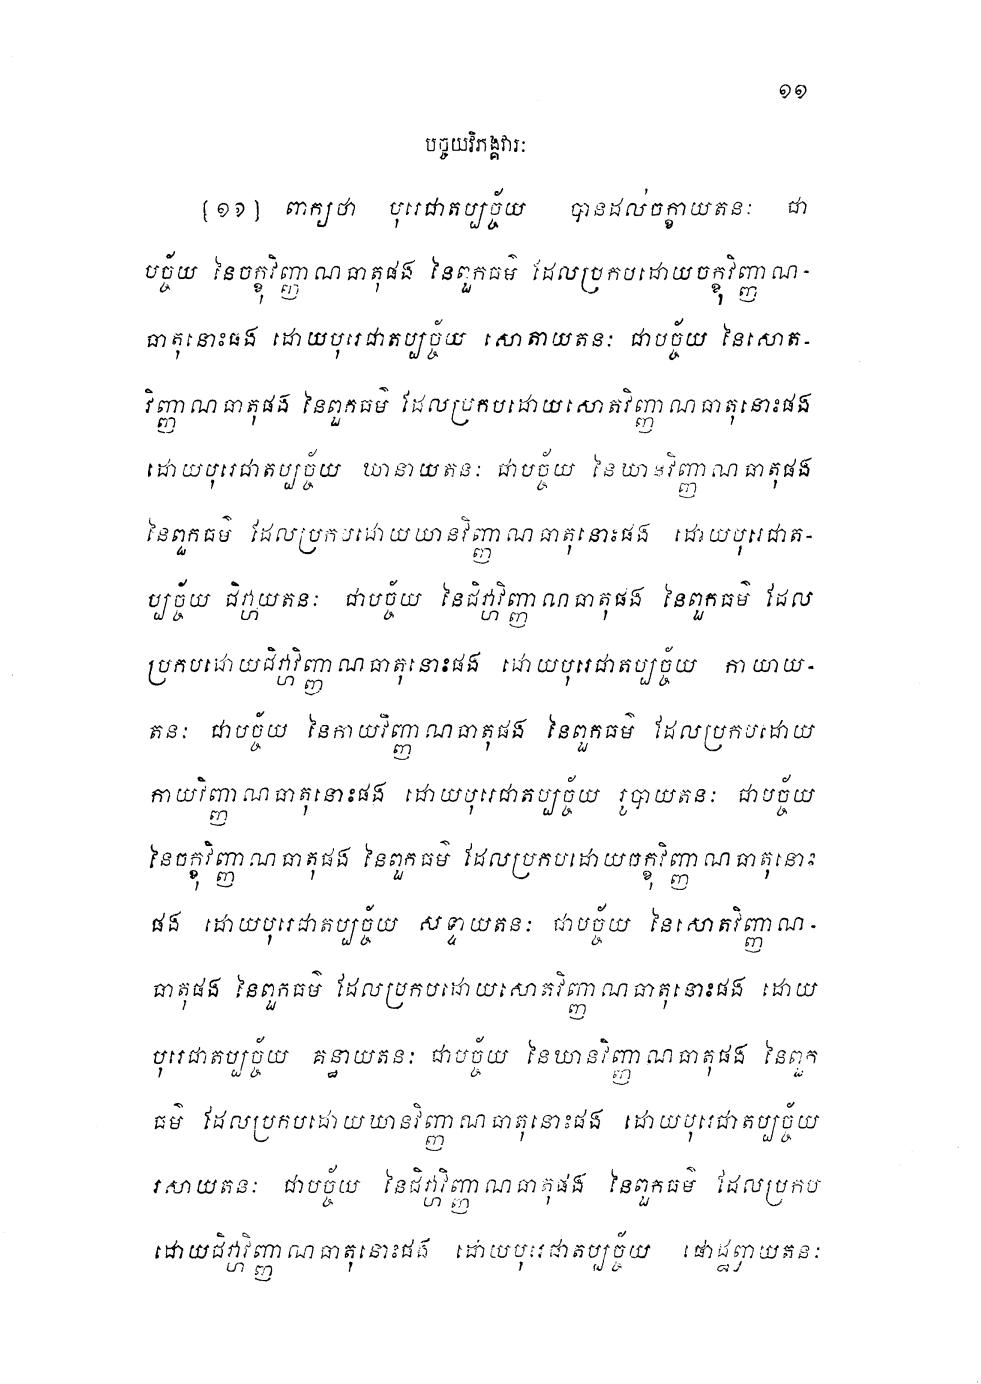 ១១
បច្ចយវិភង្គវារៈ
[១១] ពាក្យថា បុរេជាតប្បច្ច័យ បានដល់ចក្ខាយតនៈ ជា
បច្ច័យ នៃចក្ខុវិញ្ញាណធាតុផង នៃពួកធម៌ ដែលប្រកបដោយចក្ខុវិញ្ញាណ-
ធាតុនោះផង ដោយបុរេជាតប្បច្ច័យ សោតាយតនៈ ជាបច្ច័យ នៃសោត-
វិញ្ញាណធាតុផង នៃពួកធម៌ ដែលប្រកបដោយសោតវិញ្ញាណធាតុនោះផង
ដោយបុរេជាតប្បច្ច័យ ឃានាយតនៈ ជាបច្ច័យ នៃឃានវិញ្ញាណធាតុផង
នៃពួកធម៌ ដែលប្រកបដោយឃានវិញ្ញាណធាតុនោះផង ដោយបុរេជាត-
ប្បច្ច័យ ជិវ្ហាយតនៈ ជាបច្ច័យ នៃជិវ្ហាវិញ្ញាណធាតុផង នៃពួកធម៌ ដែល
ប្រកបដោយជិវ្ហាវិញ្ញាណធាតុនោះផង ដោយបុរេជាតប្បច្ច័យ កាយាយ-
តនៈ ជាបច្ច័យ នៃកាយវិញ្ញាណធាតុផង នៃពួកធម៌ ដែលប្រកបដោយ
កាយវិញ្ញាណធាតុនោះផង ដោយបុរេជាតប្បច្ច័យ រូបាយតនៈ ជាបច្ច័យ
នៃចក្ខុវិញ្ញាណធាតុផង នៃពួកធម៌ ដែលប្រកបដោយចក្ខុវិញ្ញាណធាតុនោះ
ផង ដោយបុរេជាតប្បច្ច័យ សទ្ទាយតនៈ ជាបច្ច័យ នៃសោតវិញ្ញាណ-
ធាតុផង នៃពួកធម៌ ដែលប្រកបដោយសោតវិញ្ញាណធាតុនោះផង ដោយ
បុរេជាតប្បច្ច័យ គន្ធាយតនៈ ជាបច្ច័យ នៃឃានវិញ្ញាណធាតុផង នៃពួក
ធម៌ ដែលប្រកបដោយឃានវិញ្ញាណធាតុនោះផង ដោយបុរេជាតប្បច្ច័យ
រសាយតនៈ ជាបច្ច័យ នៃជិវ្ហាវិញ្ញាណធាតុផង នៃពួកធម៌ ដែលប្រកប
ដោយជិវ្ហាវិញ្ញាណធាតុនោះផង ដោយបុរេជាតប្បច្ច័យ ផោដ្ឋព្វាយតនៈ